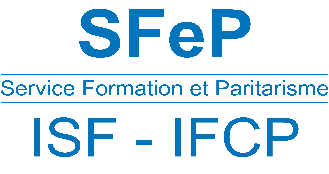 SFeP
Service Formation et Paritarisme
ISF - IFCP